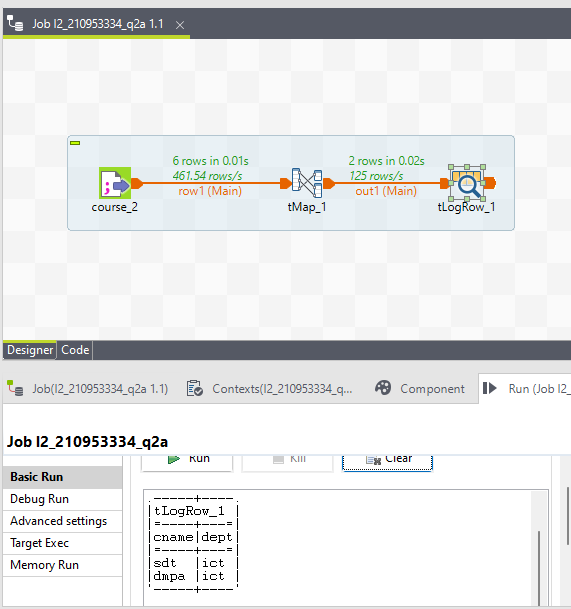 Job l2_210953334_q2a 1.1
6 rows in 0.01s
461.54 rows/s
row1 (Main)
2 rows in 0.02s
125 rows/s
out1 (Main)
course_2
tMap_1
tLogRow_1
Designer
Code
Job(l2_210953334_q2a 1.1)
Contexts(l2_210953334_q...
Component
Run (Job l2
Job l2_210953334_q2a
Run
Kill
Clear
Basic Run
Debug Run
Advanced settings
Target Exec
Memory Run
.-----+----.
|tLogRow_1 |
|=----+---=|
|cname|dept|
|=----+---=|
|sdt  |ict |
|dmpa |ict |
'-----+----'